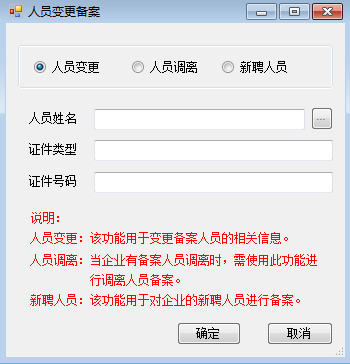 人员变更备案
人员变更 人员调离 新聘人员
人员姓名 ...
证件类型
证件号码
说明：
人员变更：该功能用于变更备案人员的相关信息。
人员调离：当企业有备案人员调离时，需使用此功能进
行调离人员备案。
新聘人员：该功能用于对企业的新聘人员进行备案。
确定 取消